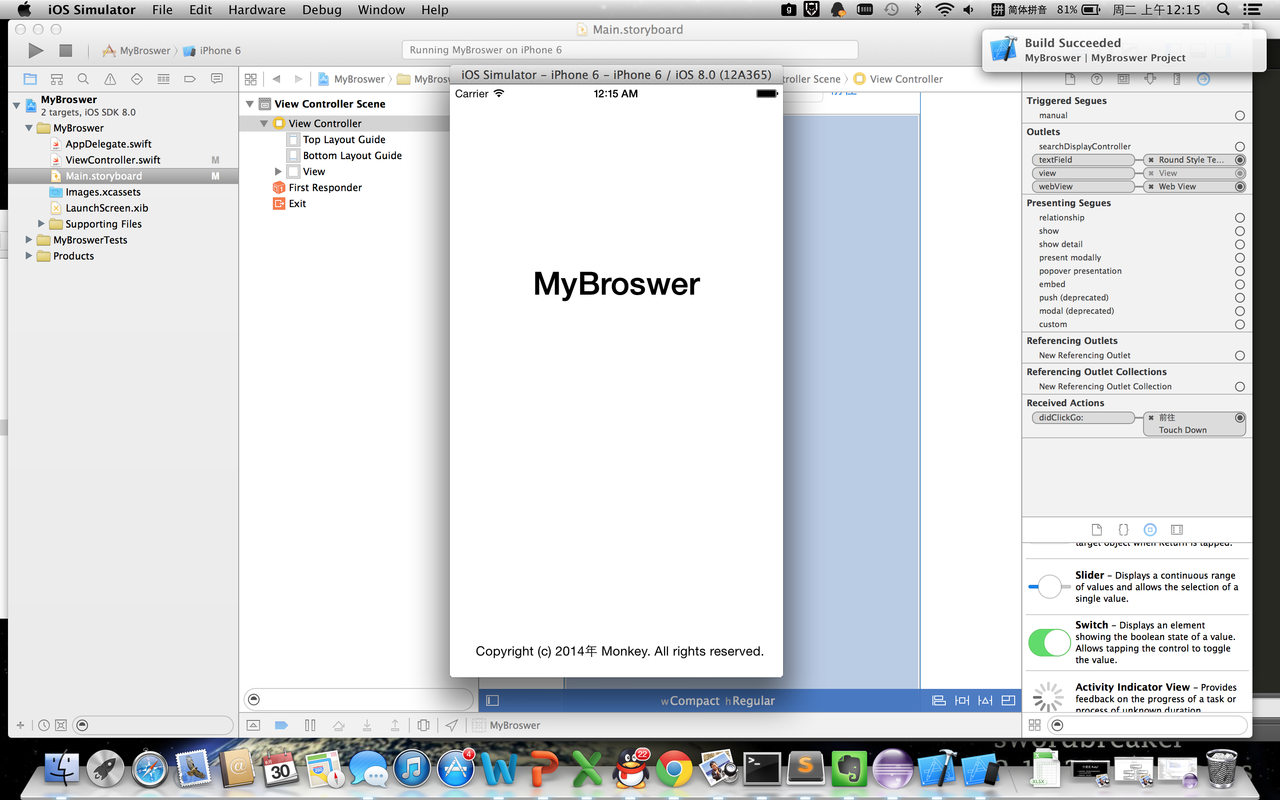 iOS Simulator File Edit Hardware Debug Window Help
简体拼音 81% 周二 上午12:15
Main.storyboard
MyBroswer iPhone 6
Running MyBroswer on iPhone 6
Build Succeeded
MyBroswer | MyBroswer Project
MyBroswer
2 targets, iOS SDK 8.0
MyBroswer
AppDelegate.swift
ViewController.swift M
Main.storyboard M
Images.xcassets
LaunchScreen.xib
Supporting Files
MyBroswerTests
Products
MyBroswer
View Controller Scene
View Controller
Top Layout Guide
Bottom Layout Guide
View
First Responder
Exit
iOS Simulator – iPhone 6 – iPhone 6 / iOS 8.0 (12A365)
Carrier 12:15 AM
MyBroswer
Copyright (c) 2014年 Monkey. All rights reserved.
View Controller
wCompact hRegular
MyBroswer
Triggered Segues
manual
Outlets
searchDisplayController
textField Round Style Te...
view View
webView Web View
Presenting Segues
relationship
show
show detail
present modally
popover presentation
embed
push (deprecated)
modal (deprecated)
custom
Referencing Outlets
New Referencing Outlet
Referencing Outlet Collections
New Referencing Outlet Collection
Received Actions
didClickGo: 前往
Touch Down
target object when Return is tapped.
Slider – Displays a continuous range
of values and allows the selection of a
single value.
Switch – Displays an element
showing the boolean state of a value.
Allows tapping the control to toggle
the value.
Activity Indicator View – Provides
feedback on the progress of a task or
process of unknown duration.
swordbreaker
30
4
22
XLSX